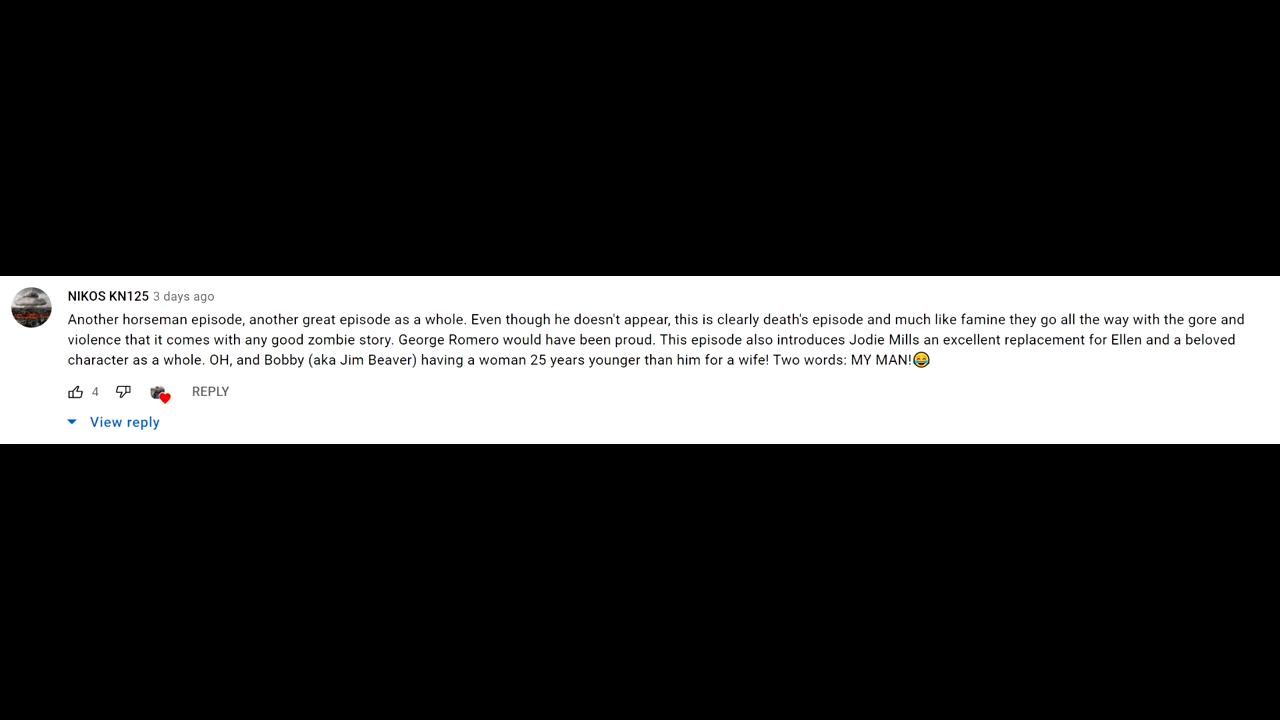 NIKOS KN125 3 days ago
Another horseman episode, another great episode as a whole. Even though he doesn't appear, this is clearly death's episode and much like famine they go all the way with the gore and
violence that it comes with any good zombie story. George Romero would have been proud. This episode also introduces Jodie Mills an excellent replacement for Ellen and a beloved
character as a whole. OH, and Bobby (aka Jim Beaver) having a woman 25 years younger than him for a wife! Two words: MY MAN!😂
4 REPLY
View reply